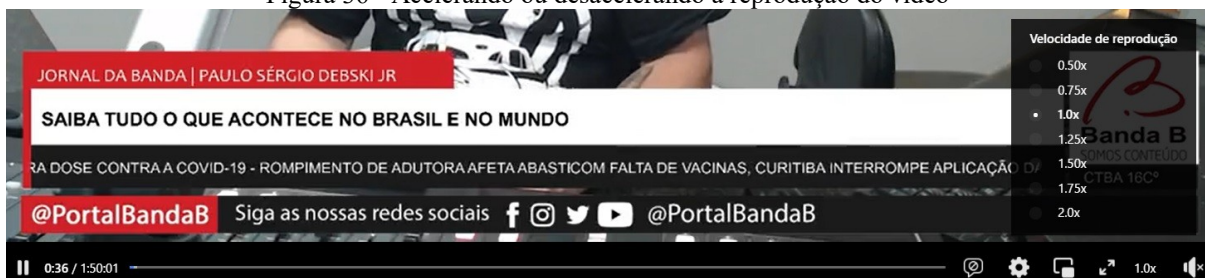 Figura 30 - Acelerando ou desacelerando a reprodução do vídeo
Velocidade de reprodução
0.50x
0.75x
1.0x
1.25x
1.50x
1.75x
2.0x
JORNAL DA BANDA | PAULO SÉRGIO DEBSKI JR
SAIBA TUDO O QUE ACONTECE NO BRASIL E NO MUNDO
RA DOSE CONTRA A COVID-19 - ROMPIMENTO DE ADUTORA AFETA ABASTICOM FALTA DE VACINAS, CURITIBA INTERROMPE APLICAÇÃO
Banda B
SOMOS CONTEÚDO
CTBA 16Cº
@PortalBandaB Siga as nossas redes sociais @PortalBandaB
0:36 / 1:50:01
1.0x